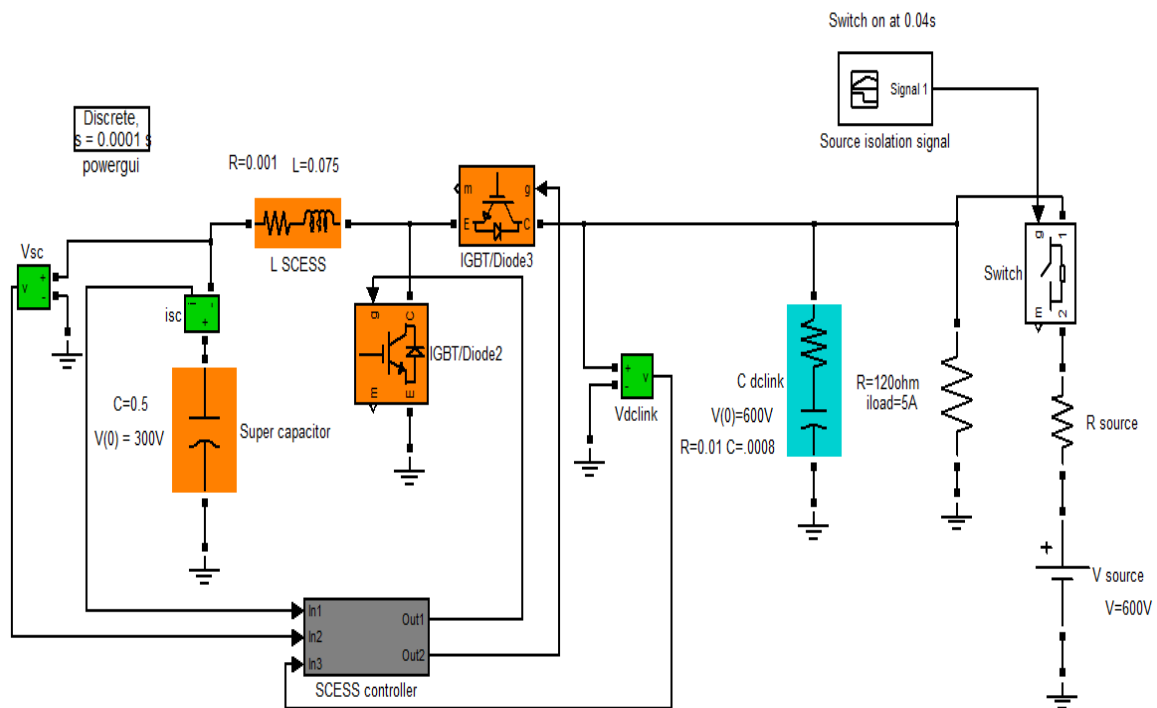 Switch on at 0.04s
Signal 1
Source isolation signal
Discrete,
s = 0.0001 s
powergui
R=0.001 L=0.075
L SCESS
m
g
E
C
IGBT/Diode3
g
1
Switch
m
2
Vsc
v
+
-
isc
-
+
g
C
m
E
IGBT/Diode2
C=0.5
V(0) = 300V
Super capacitor
+
-
v
Vdclink
C dclink
V(0)=600V
R=0.01 C=.0008
R=120ohm
iload=5A
R source
+
V source
V=600V
In1
In2
In3
Out1
Out2
SCESS controller